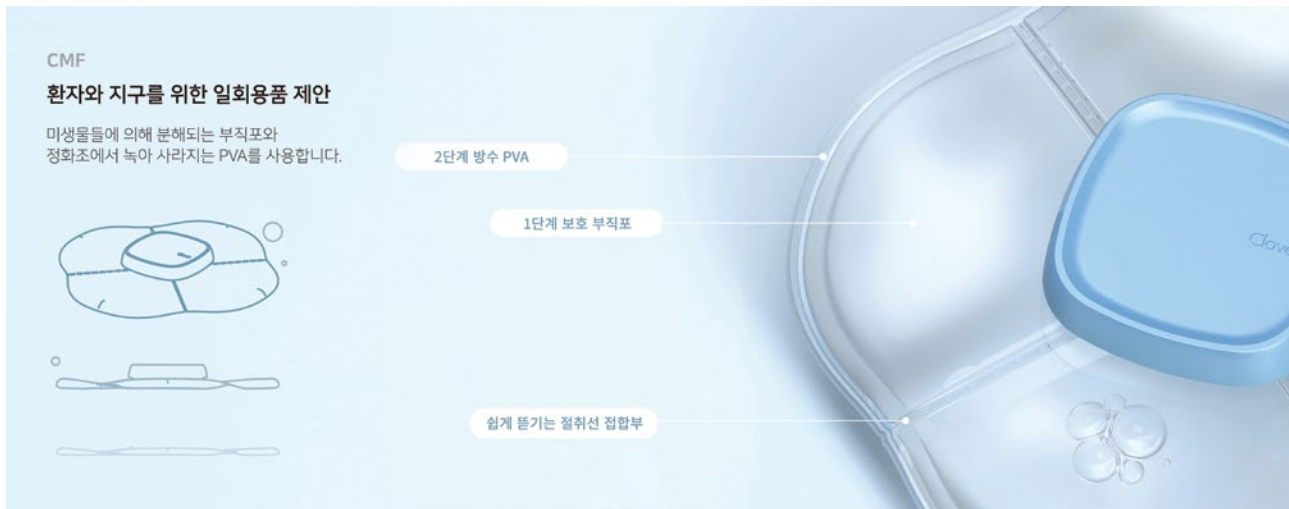 CMF
환자와 지구를 위한 일회용품 제안
미생물들에 의해 분해되는 부직포와
정화조에서 녹아 사라지는 PVA를 사용합니다.
2단계 방수 PVA
1단계 보호 부직포
쉽게 뜯기는 절취선 접합부
Clove